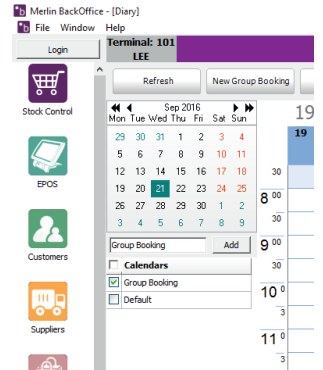 Merlin BackOffice - [Diary]
File Window Help
Login
Terminal: 101
LEE
Refresh
New Group Booking
Stock Control
EPOS
Customers
Suppliers
Sep 2016
Mon Tue Wed Thu Fri Sat Sun
29 30 31 1 2 3 4
5 6 7 8 9 10 11
12 13 14 15 16 17 18
19 20 21 22 23 24 25
26 27 28 29 30 1 2
3 4 5 6 7 8 9
Group Booking
Add
Calendars
Group Booking
Default
19
19
30
8 00
30
9 00
30
10 0
3
11 0
3